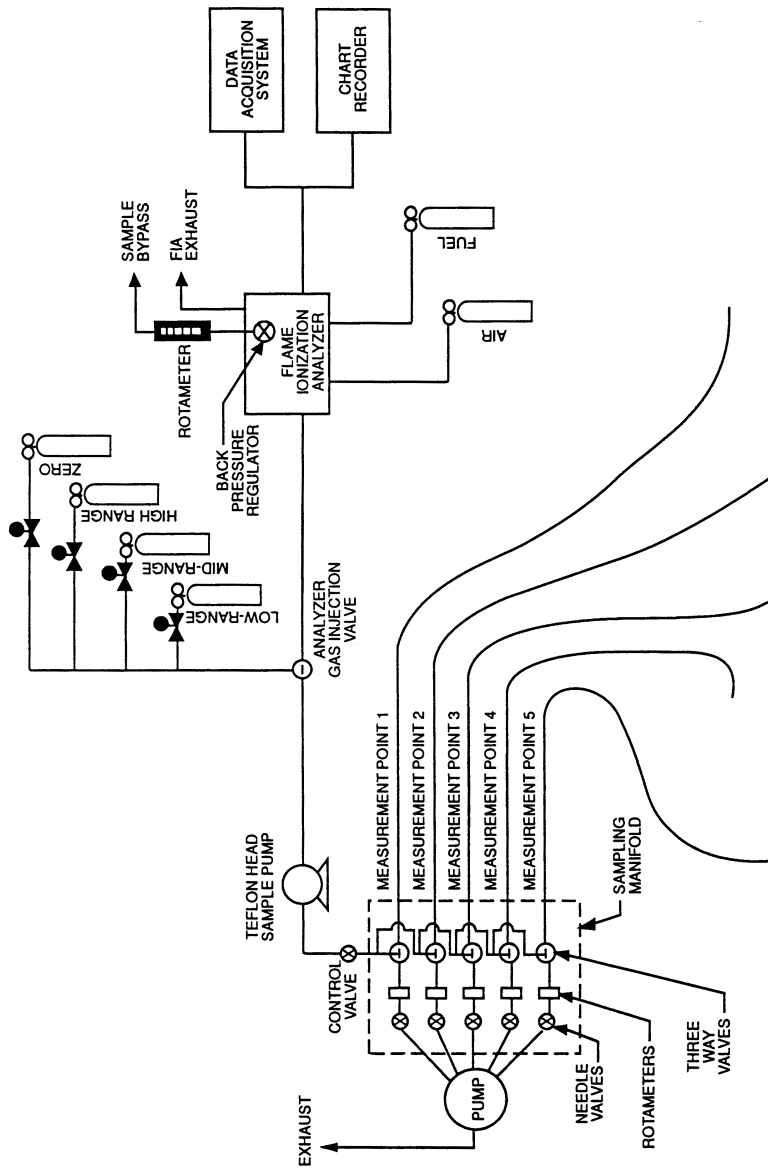 DATA
ACQUISITION
SYSTEM
CHART
RECORDER
SAMPLE
BYPASS
FIA
EXHAUST
ROTAMETER
BACK
PRESSURE
REGULATOR
FLAME
IONIZATION
ANALYZER
FUEL
AIR
ZERO
HIGH RANGE
MID-RANGE
LOW-RANGE
ANALYZER
GAS INJECTION
VALVE
TEFLON HEAD
SAMPLE PUMP
CONTROL
VALVE
MEASUREMENT POINT 1
MEASUREMENT POINT 2
MEASUREMENT POINT 3
MEASUREMENT POINT 4
MEASUREMENT POINT 5
SAMPLING
MANIFOLD
THREE
WAY
VALVES
ROTAMETERS
NEEDLE
VALVES
PUMP
EXHAUST